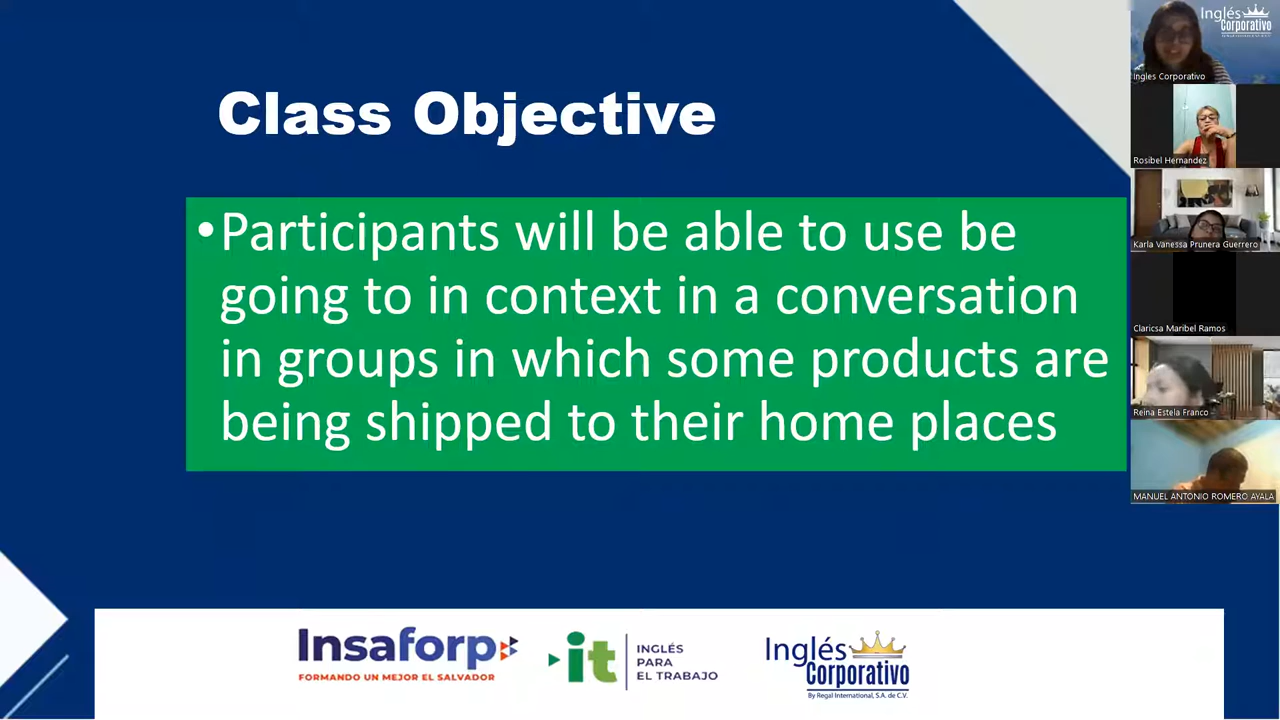 Class Objective
•Participants will be able to use be
going to in context in a conversation
in groups in which some products are
being shipped to their home places
Insaforp
FORMANDO UN MEJOR EL SALVADOR
it
INGLÉS
PARA
EL TRABAJO
Inglés
Corporativo
By Regal International, S.A. de C.V.
Inglés
Corporativo
Ingles Corporativo
Rosibel Hernandez
Karla Vanessa Prunera Guerrero
Claricsa Maribel Ramos
Reina Estela Franco
MANUEL ANTONIO ROMERO AYALA